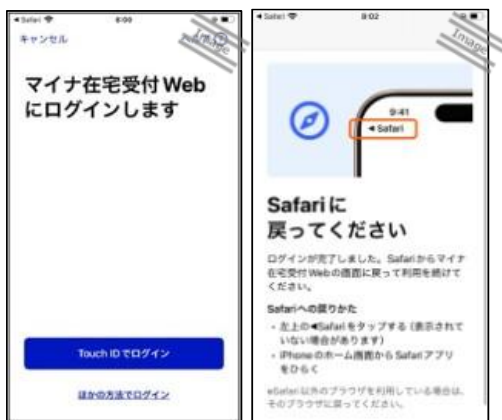 ◀Safari
8:00
キャンセル
ヘルプ
Image
マイナ在宅受付Web
にログインします
Touch IDでログイン
ほかの方法でログイン
◀Safari
8:02
Image
9:41
◀Safari
Safariに
戻ってください
ログインが完了しました。Safariからマイナ
在宅受付Webの画面に戻って利用を続けて
ください。
Safariへの戻りかた
・左上の◀Safariをタップする（表示されて
いない場合があります）
・iPhoneのホーム画面からSafariアプリ
をひらく
※Safari以外のブラウザを利用している場合は、
そのブラウザに戻ってください。